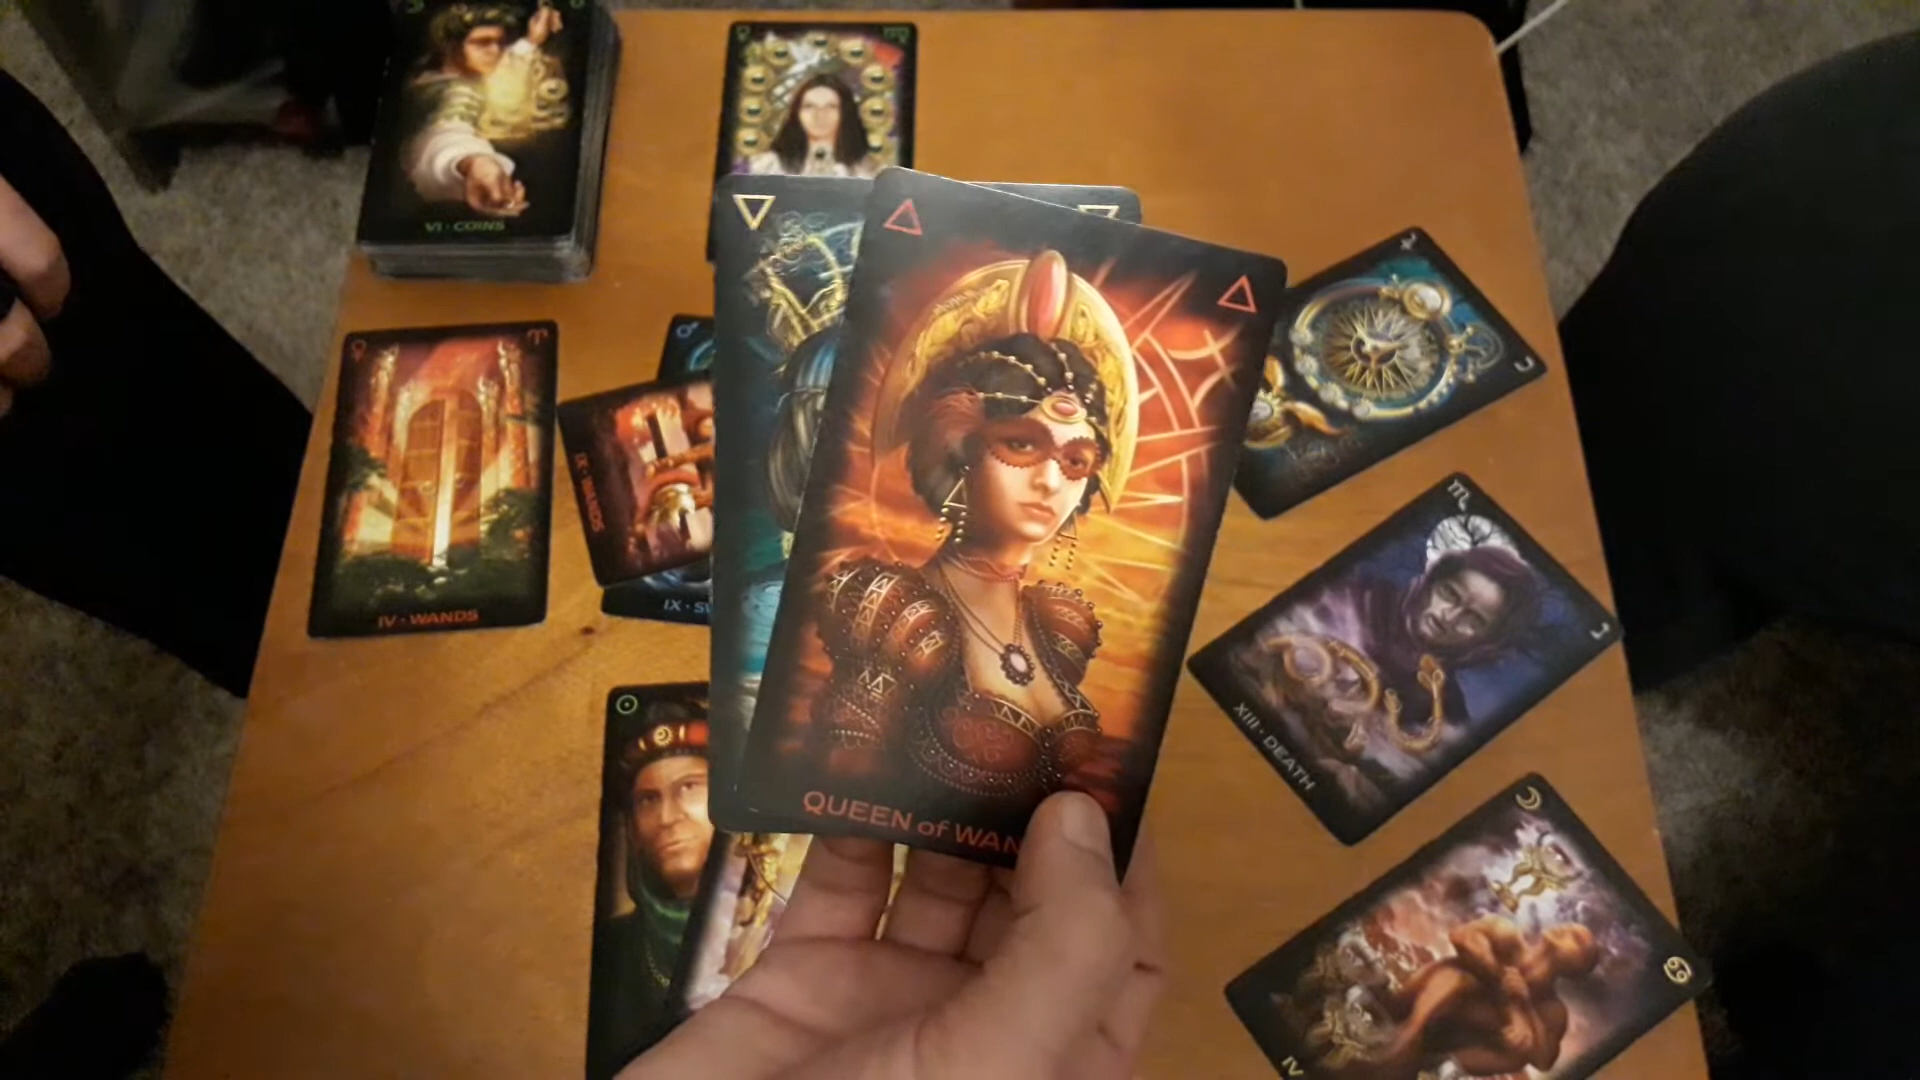 VI · COINS
IV · WANDS
IX · WANDS
IX · SW
QUEEN of WAN
XIII · DEATH
IV